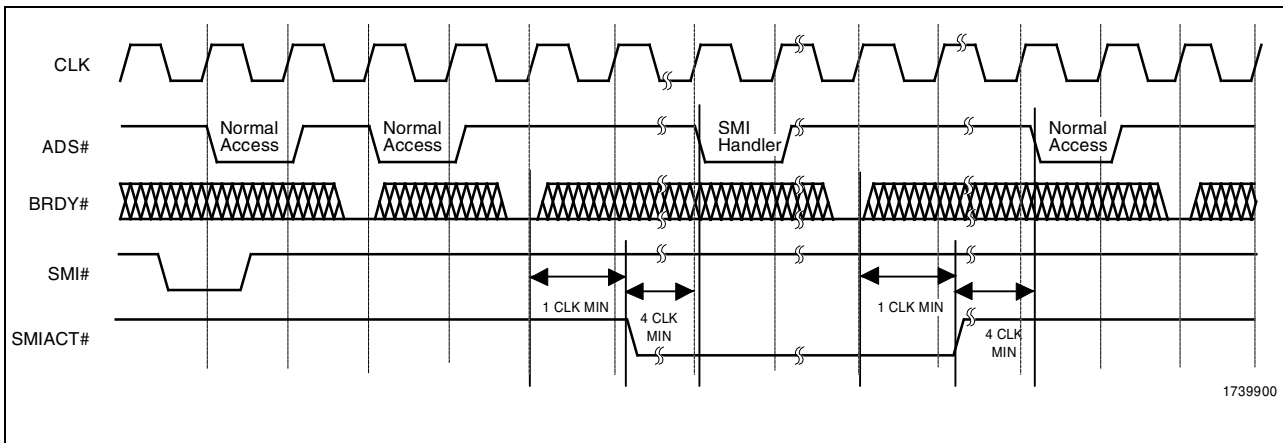 CLK
ADS#
Normal
Access
Normal
Access
SMI
Handler
Normal
Access
BRDY#
SMI#
1 CLK MIN
4 CLK
MIN
1 CLK MIN
4 CLK
MIN
SMIACT#
1739900